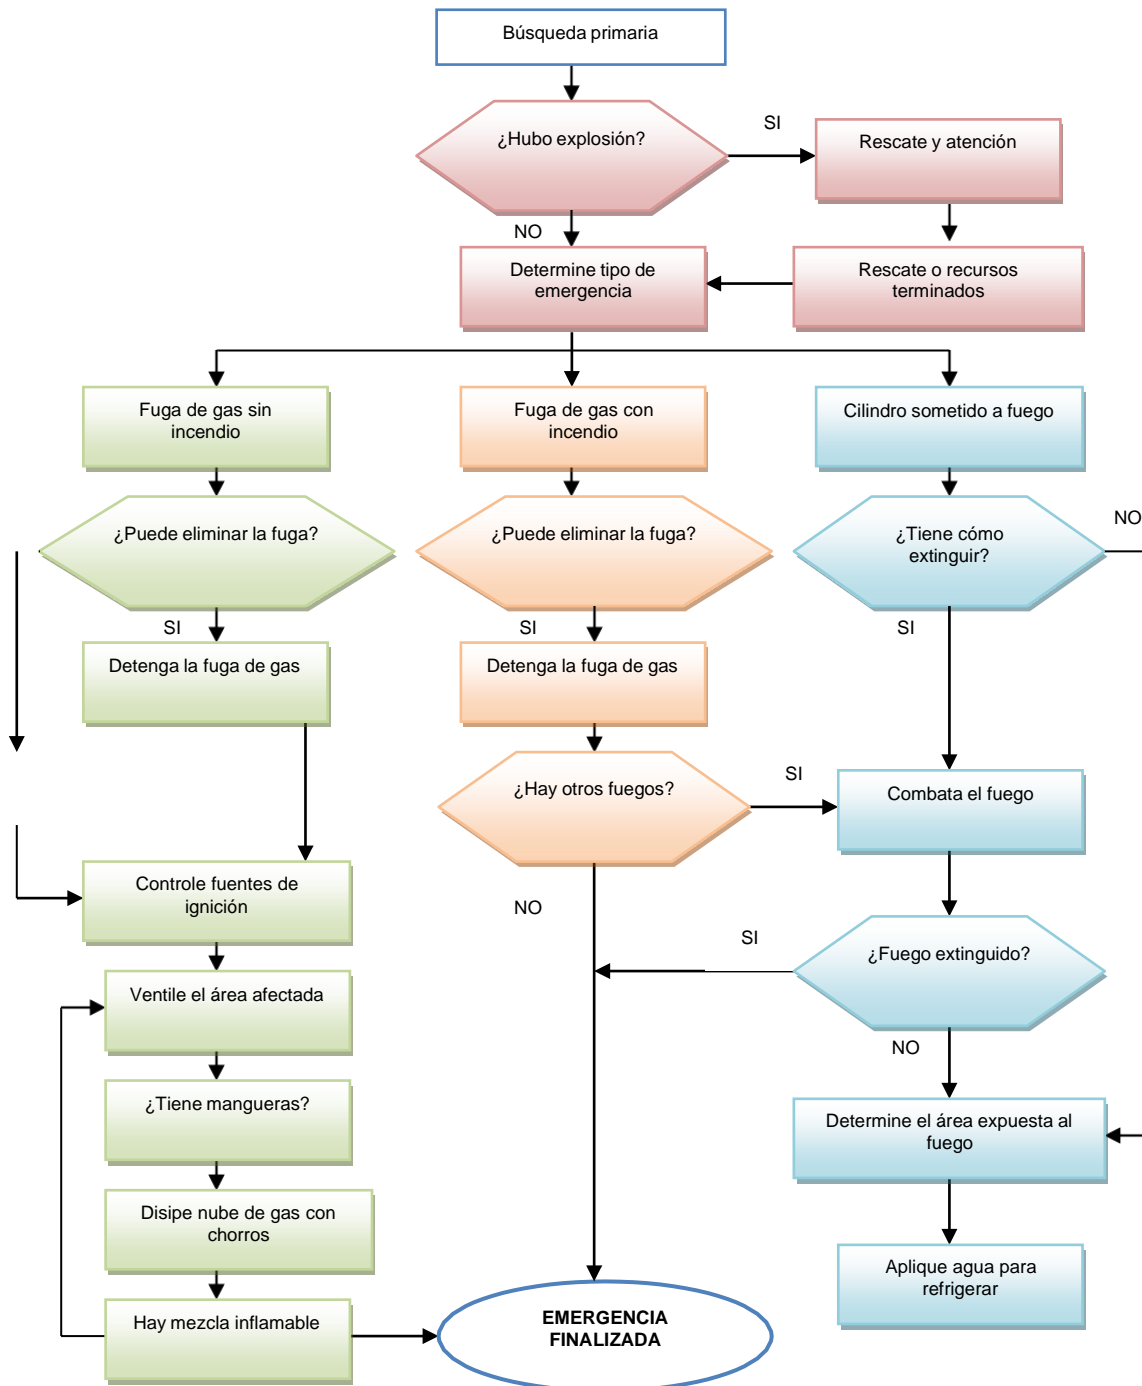 Búsqueda primaria
¿Hubo explosión?
SI
Rescate y atención
NO
Determine tipo de
emergencia
Rescate o recursos
terminados
Fuga de gas sin
incendio
Fuga de gas con
incendio
Cilindro sometido a fuego
¿Puede eliminar la fuga?
¿Puede eliminar la fuga?
¿Tiene cómo
extinguir?
NO
SI
SI
SI
Detenga la fuga de gas
Detenga la fuga de gas
¿Hay otros fuegos?
SI
Combata el fuego
Controle fuentes de
ignición
NO
SI
¿Fuego extinguido?
Ventile el área afectada
NO
¿Tiene mangueras?
Determine el área expuesta al
fuego
Disipe nube de gas con
chorros
Aplique agua para
refrigerar
Hay mezcla inflamable
EMERGENCIA
FINALIZADA